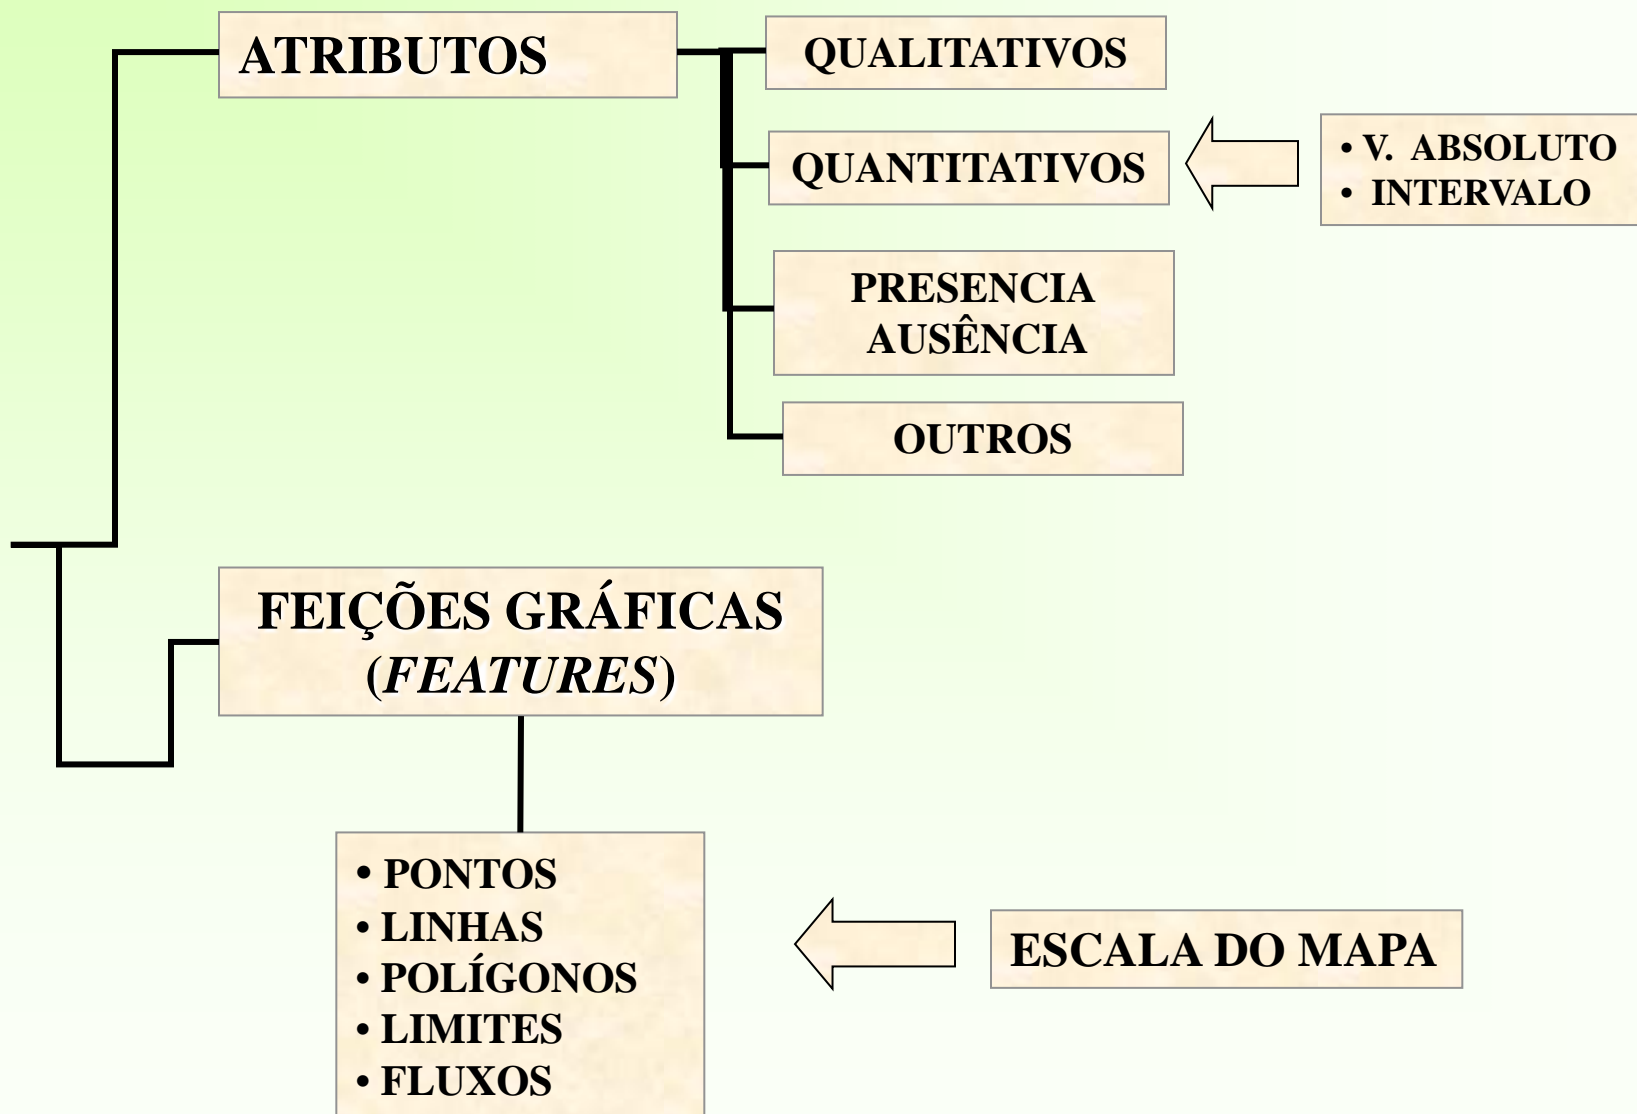 ATRIBUTOS
QUALITATIVOS
QUANTITATIVOS
• V. ABSOLUTO
• INTERVALO
PRESENCIA
AUSÊNCIA
OUTROS
FEIÇÕES GRÁFICAS
(FEATURES)
• PONTOS
• LINHAS
• POLÍGONOS
• LIMITES
• FLUXOS
ESCALA DO MAPA